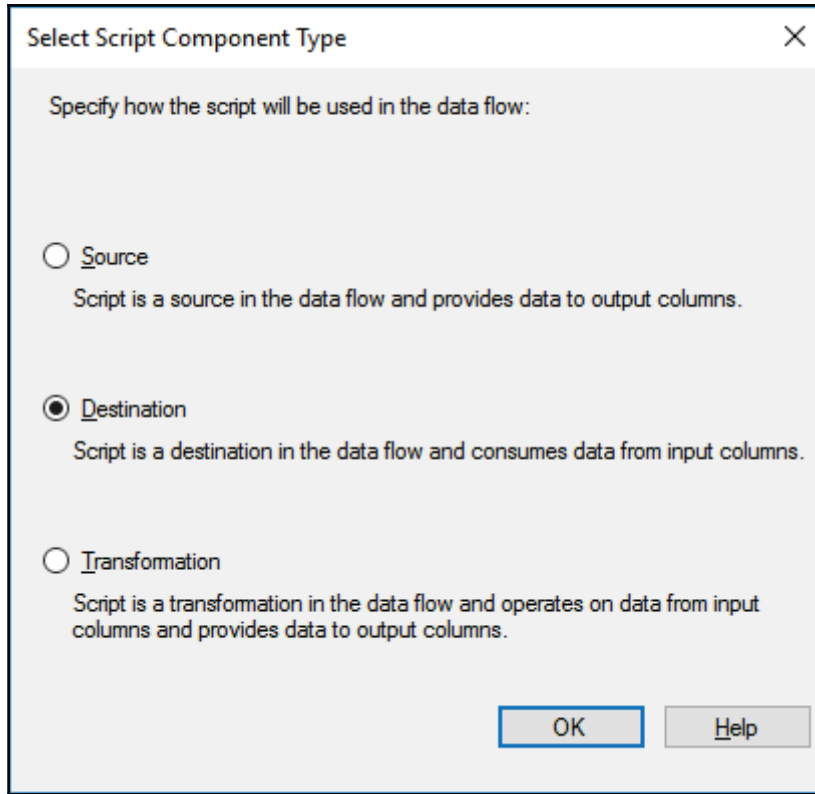 Select Script Component Type
Specify how the script will be used in the data flow:
Source
Script is a source in the data flow and provides data to output columns.
Destination
Script is a destination in the data flow and consumes data from input columns.
Transformation
Script is a transformation in the data flow and operates on data from input
columns and provides data to output columns.
OK Help